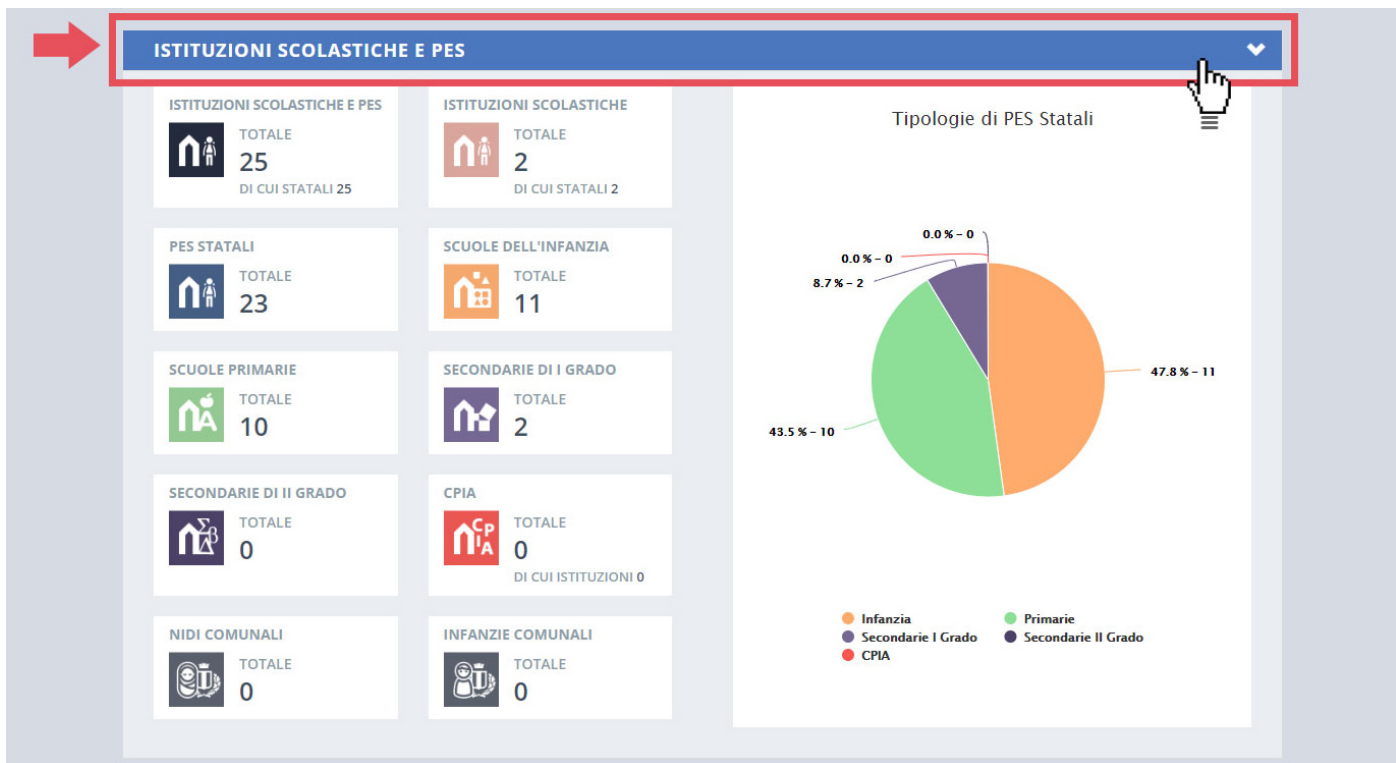 ISTITUZIONI SCOLASTICHE E PES
ISTITUZIONI SCOLASTICHE E PES
TOTALE
25
DI CUI STATALI 25
ISTITUZIONI SCOLASTICHE
TOTALE
2
DI CUI STATALI 2
PES STATALI
TOTALE
23
SCUOLE DELL'INFANZIA
TOTALE
11
SCUOLE PRIMARIE
A
TOTALE
10
SECONDARIE DI I GRADO
TOTALE
2
SECONDARIE DI II GRADO
Σβ
Δ
TOTALE
0
CPIA
CP
IA
TOTALE
0
DI CUI ISTITUZIONI 0
NIDI COMUNALI
TOTALE
0
INFANZIE COMUNALI
TOTALE
0
Tipologie di PES Statali
0.0 % – 0
0.0 % – 0
8.7 % – 2
47.8 % – 11
43.5 % – 10
Infanzia
Primarie
Secondarie I Grado
Secondarie II Grado
CPIA